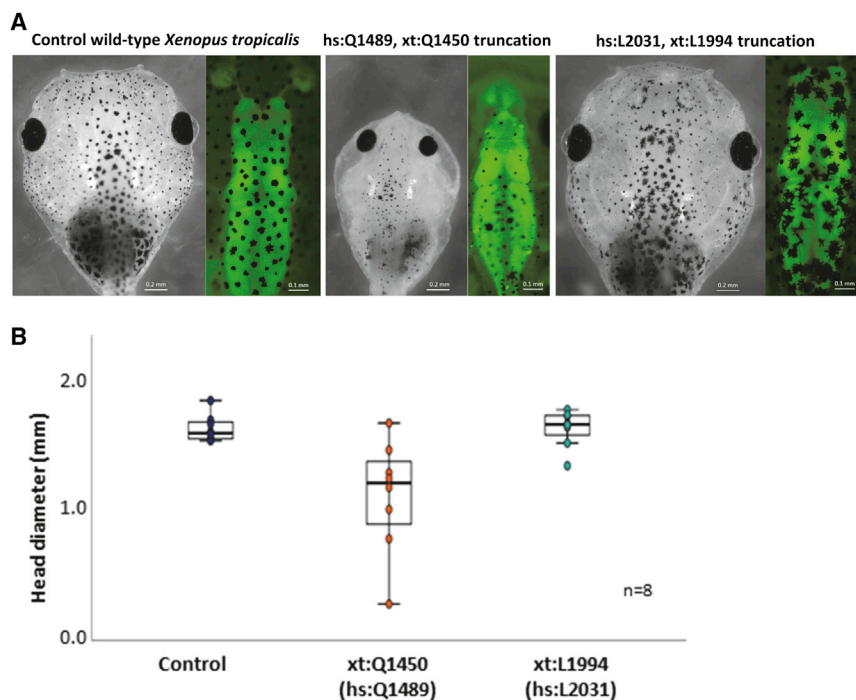 A
Control wild-type Xenopus tropicalis
hs:Q1489, xt:Q1450 truncation
hs:L2031, xt:L1994 truncation
0.2 mm
0.1 mm
0.2 mm
0.1 mm
0.2 mm
0.1 mm
B
Head diameter (mm)
2.0
1.0
0.0
n=8
Control
xt:Q1450
(hs:Q1489)
xt:L1994
(hs:L2031)